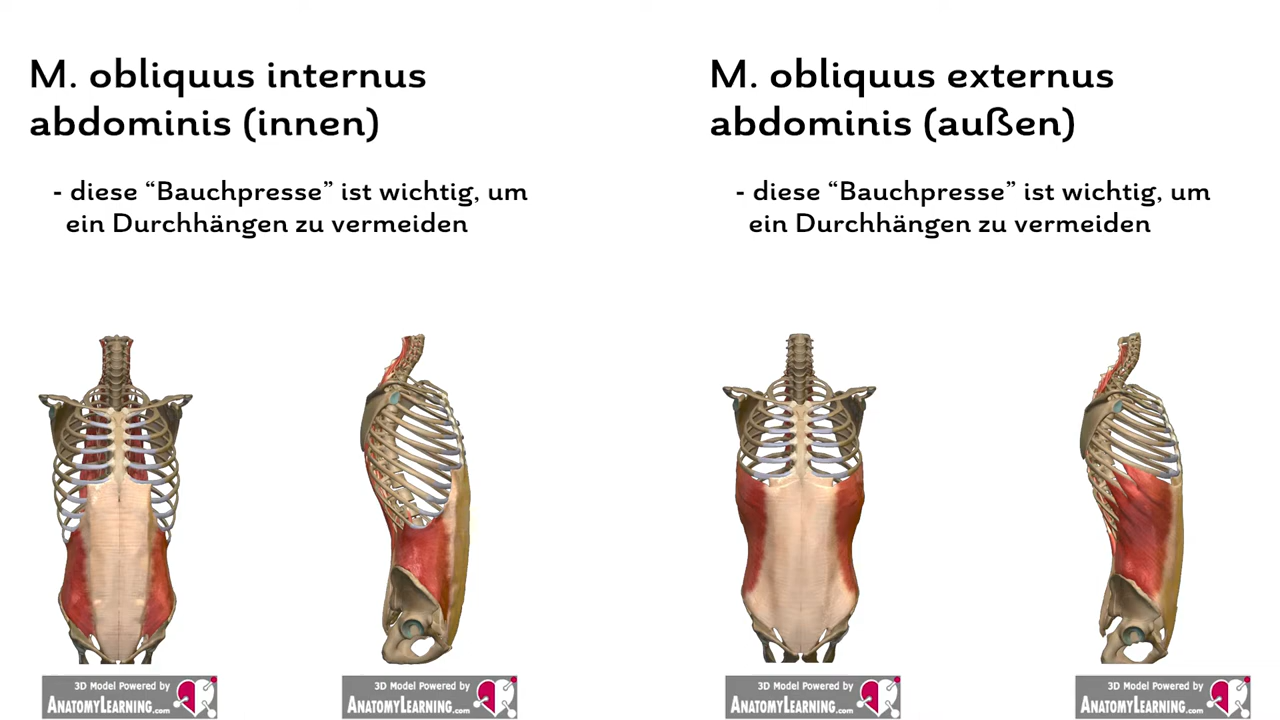 M. obliquus internus
abdominis (innen)
- diese “Bauchpresse” ist wichtig, um
ein Durchhängen zu vermeiden
M. obliquus externus
abdominis (außen)
- diese “Bauchpresse” ist wichtig, um
ein Durchhängen zu vermeiden
3D Model Powered by
ANATOMYLEARNING.com
3D Model Powered by
ANATOMYLEARNING.com
3D Model Powered by
ANATOMYLEARNING.com
3D Model Powered by
ANATOMYLEARNING.com